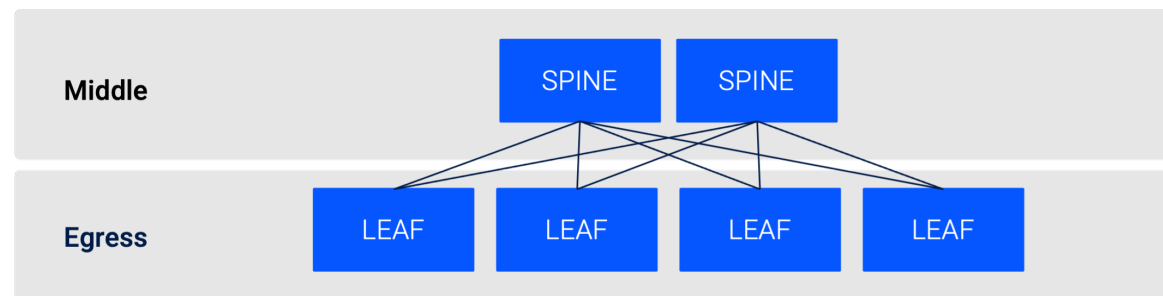 Middle
SPINE
SPINE
Egress
LEAF
LEAF
LEAF
LEAF